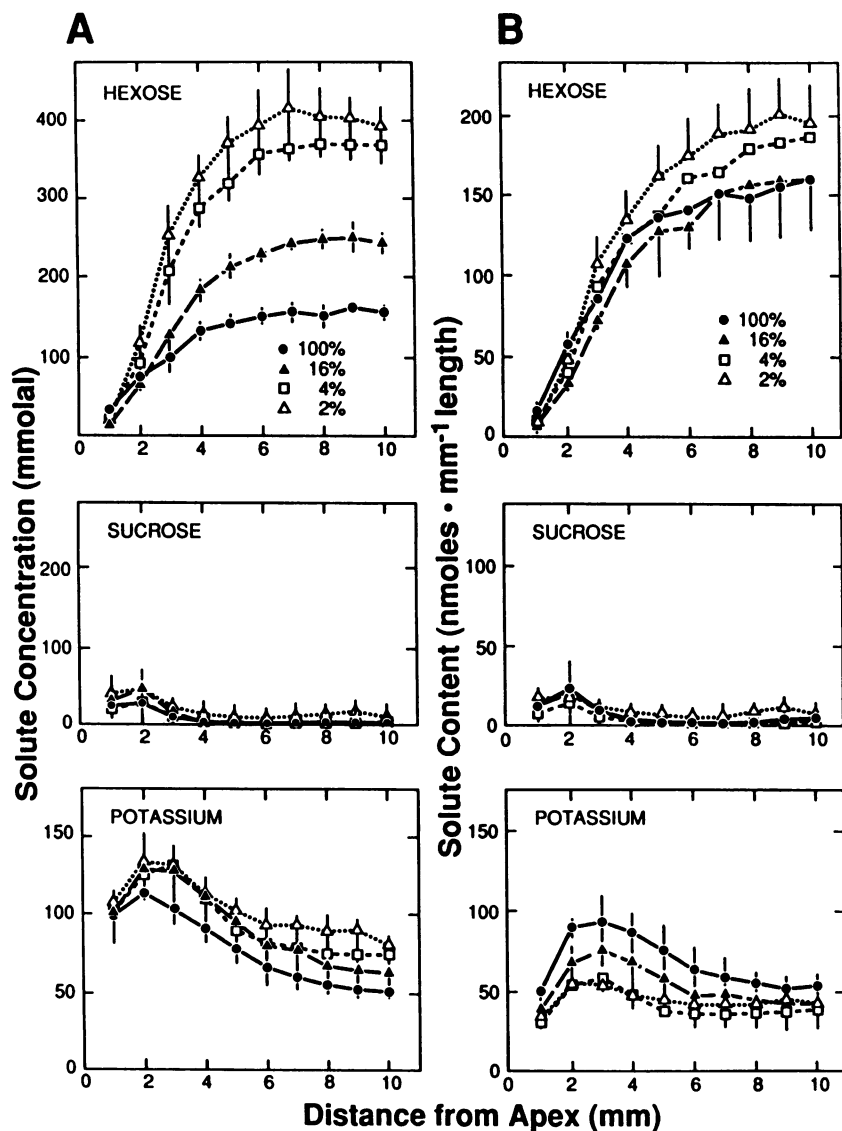 A
B
Solute Concentration (mmolal)
HEXOSE
400
300
200
100
2 4 6 8 10
100%
16%
4%
2%
SUCROSE
200
100
0
0 2 4 6 8 10
POTASSIUM
150
100
50
0
0 2 4 6 8 10
Solute Content (nmoles • mm-1 length)
HEXOSE
200
150
100
50
0
0 2 4 6 8 10
100%
16%
4%
2%
SUCROSE
100
50
0
0 2 4 6 8 10
POTASSIUM
150
100
50
0
0 2 4 6 8 10
Distance from Apex (mm)